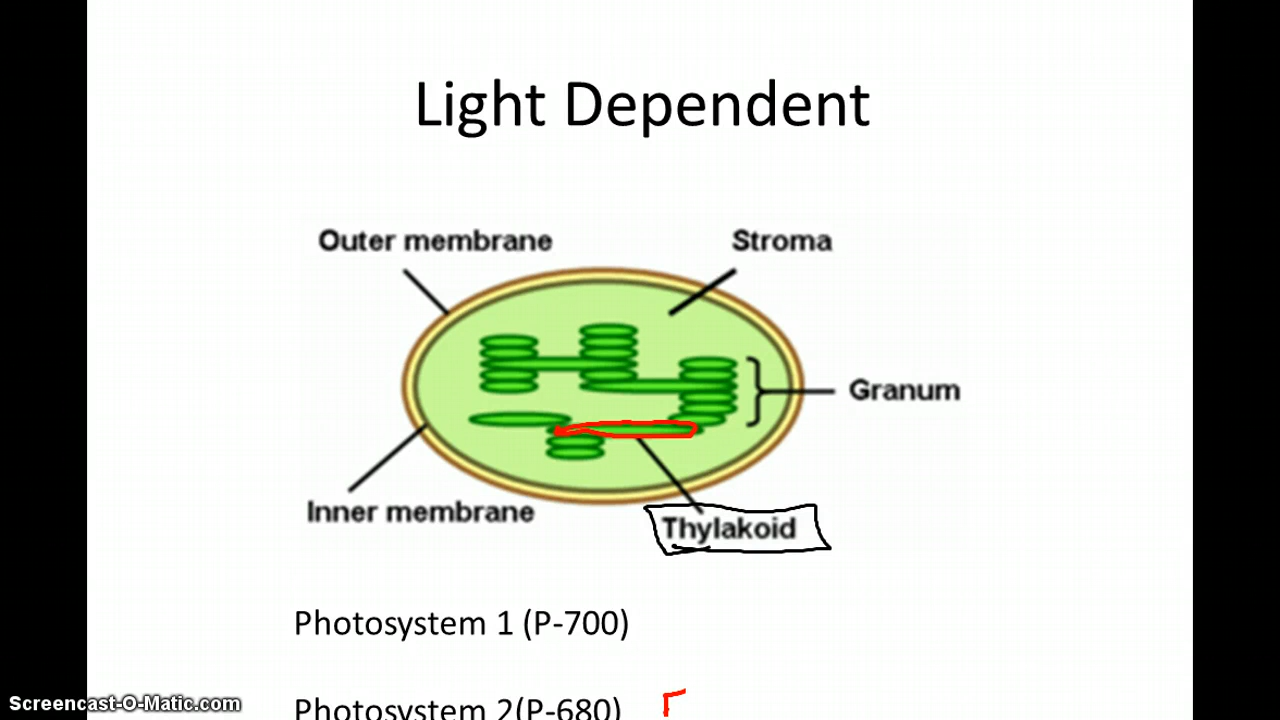 Light Dependent
Outer membrane
Stroma
Granum
Inner membrane
Thylakoid
Photosystem 1 (P-700)
Photosystem 2(P-680)
Screencast-O-Matic.com